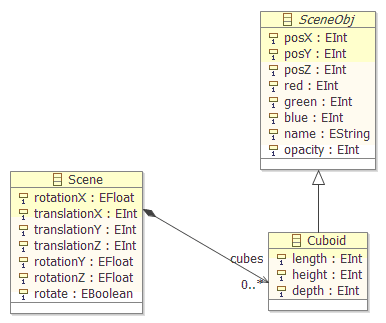 SceneObj
posX : EInt
posY : EInt
posZ : EInt
red : EInt
green : EInt
blue : EInt
name : EString
opacity : EInt
Scene
rotationX : EFloat
translationX : EInt
translationY : EInt
translationZ : EInt
rotationY : EFloat
rotationZ : EFloat
rotate : EBoolean
cubes
0..*
Cuboid
length : EInt
height : EInt
depth : EInt